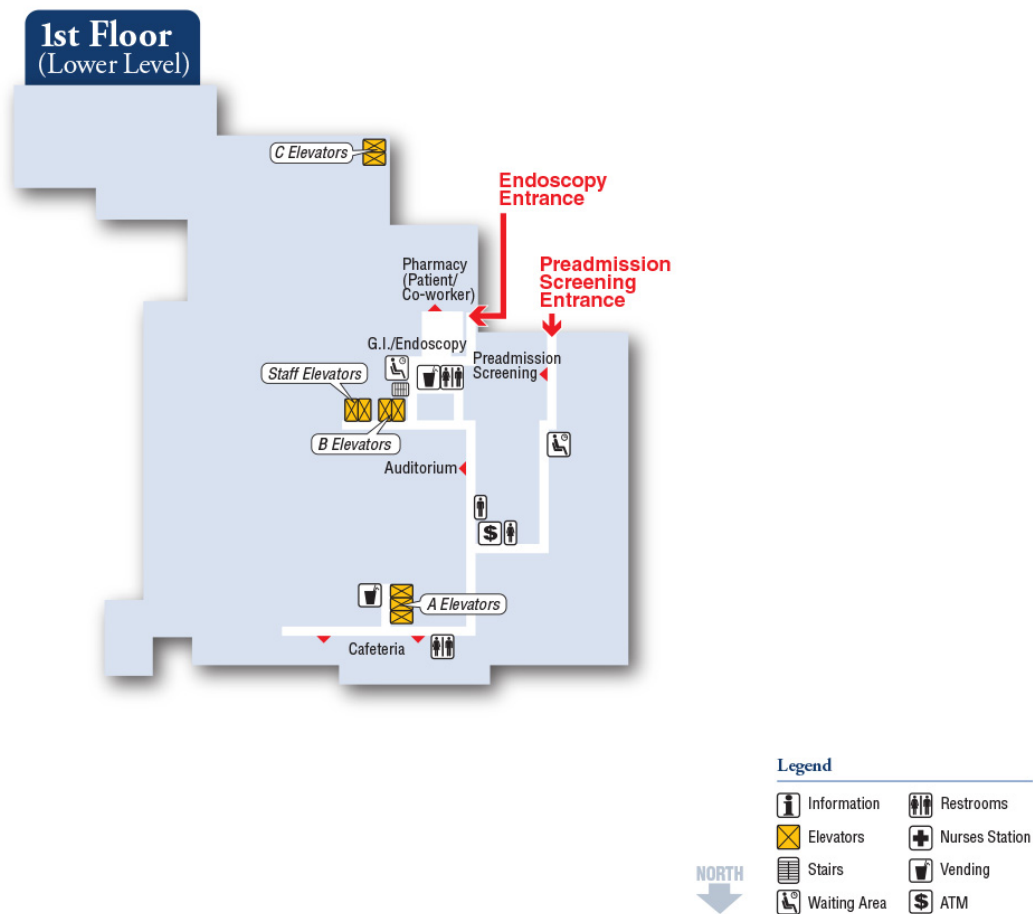 1st Floor
(Lower Level)
C Elevators
Endoscopy
Entrance
Pharmacy
(Patient/
Co-worker)
Preadmission
Screening
Entrance
G.I./Endoscopy
Preadmission
Screening
Staff Elevators
B Elevators
Auditorium
$
A Elevators
Cafeteria
Legend
i Information
Restrooms
Elevators
Nurses Station
Stairs
Vending
Waiting Area
$ ATM
NORTH